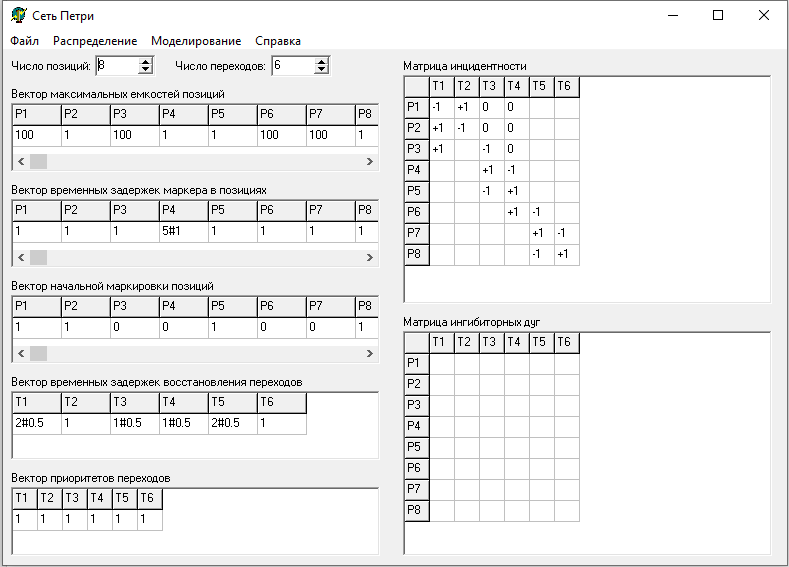 Сеть Петри
Файл Распределение Моделирование Справка
Число позиций: 8 Число переходов: 6
Вектор максимальных емкостей позиций
P1 P2 P3 P4 P5 P6 P7 P8
100 1 100 1 1 100 100 1
Вектор временных задержек маркера в позициях
P1 P2 P3 P4 P5 P6 P7 P8
1 1 1 5#1 1 1 1 1
Вектор начальной маркировки позиций
P1 P2 P3 P4 P5 P6 P7 P8
1 1 0 0 1 0 0 1
Вектор временных задержек восстановления переходов
T1 T2 T3 T4 T5 T6
2#0.5 1 1#0.5 1#0.5 2#0.5 1
Вектор приоритетов переходов
T1 T2 T3 T4 T5 T6
1 1 1 1 1 1
Матрица инцидентности
T1 T2 T3 T4 T5 T6
P1 -1 +1 0 0
P2 +1 -1 0 0
P3 +1 -1 0
P4 +1 -1
P5 -1 +1
P6 +1 -1
P7 +1 -1
P8 -1 +1
Матрица ингибиторных дуг
T1 T2 T3 T4 T5 T6
P1
P2
P3
P4
P5
P6
P7
P8